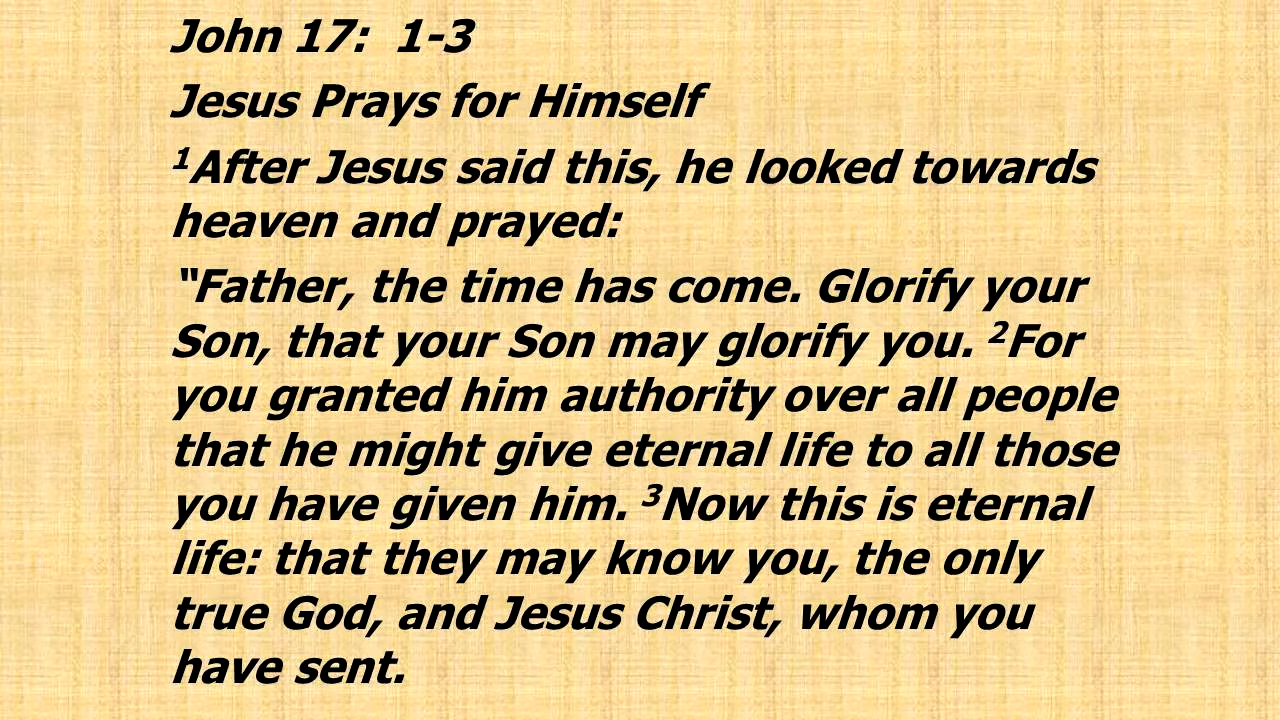 John 17:  1-3
Jesus Prays for Himself
¹After Jesus said this, he looked towards
heaven and prayed:
“Father, the time has come. Glorify your
Son, that your Son may glorify you. ²For
you granted him authority over all people
that he might give eternal life to all those
you have given him. ³Now this is eternal
life: that they may know you, the only
true God, and Jesus Christ, whom you
have sent.